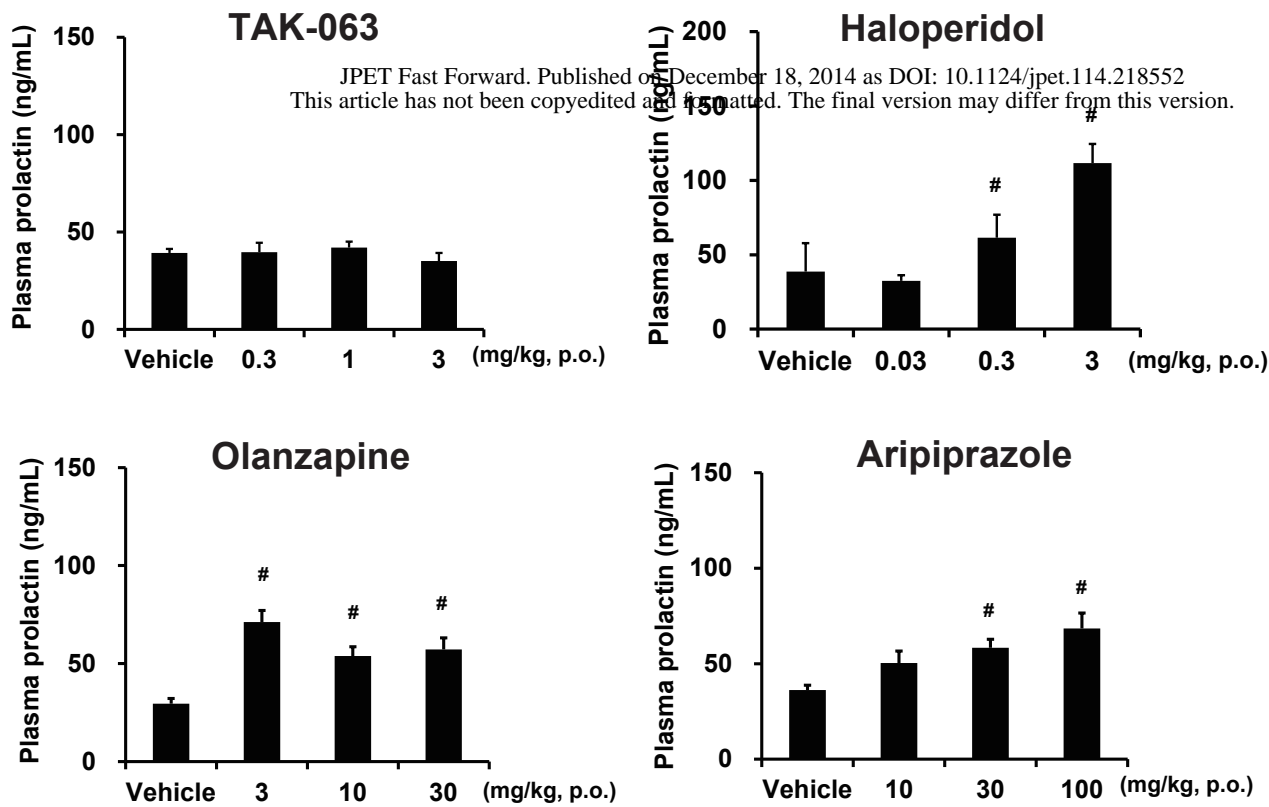 TAK-063
Plasma prolactin (ng/mL)
150
100
50
0
Vehicle 0.3 1 3 (mg/kg, p.o.)
Haloperidol
JPET Fast Forward. Published on December 18, 2014 as DOI: 10.1124/jpet.114.218552
This article has not been copyedited and formatted. The final version may differ from this version.
Plasma prolactin (ng/mL)
200
150
100
50
0
# #
Vehicle 0.03 0.3 3 (mg/kg, p.o.)
Olanzapine
Plasma prolactin (ng/mL)
150
100
50
0
# # #
Vehicle 3 10 30 (mg/kg, p.o.)
Aripiprazole
Plasma prolactin (ng/mL)
150
100
50
0
# #
Vehicle 10 30 100 (mg/kg, p.o.)